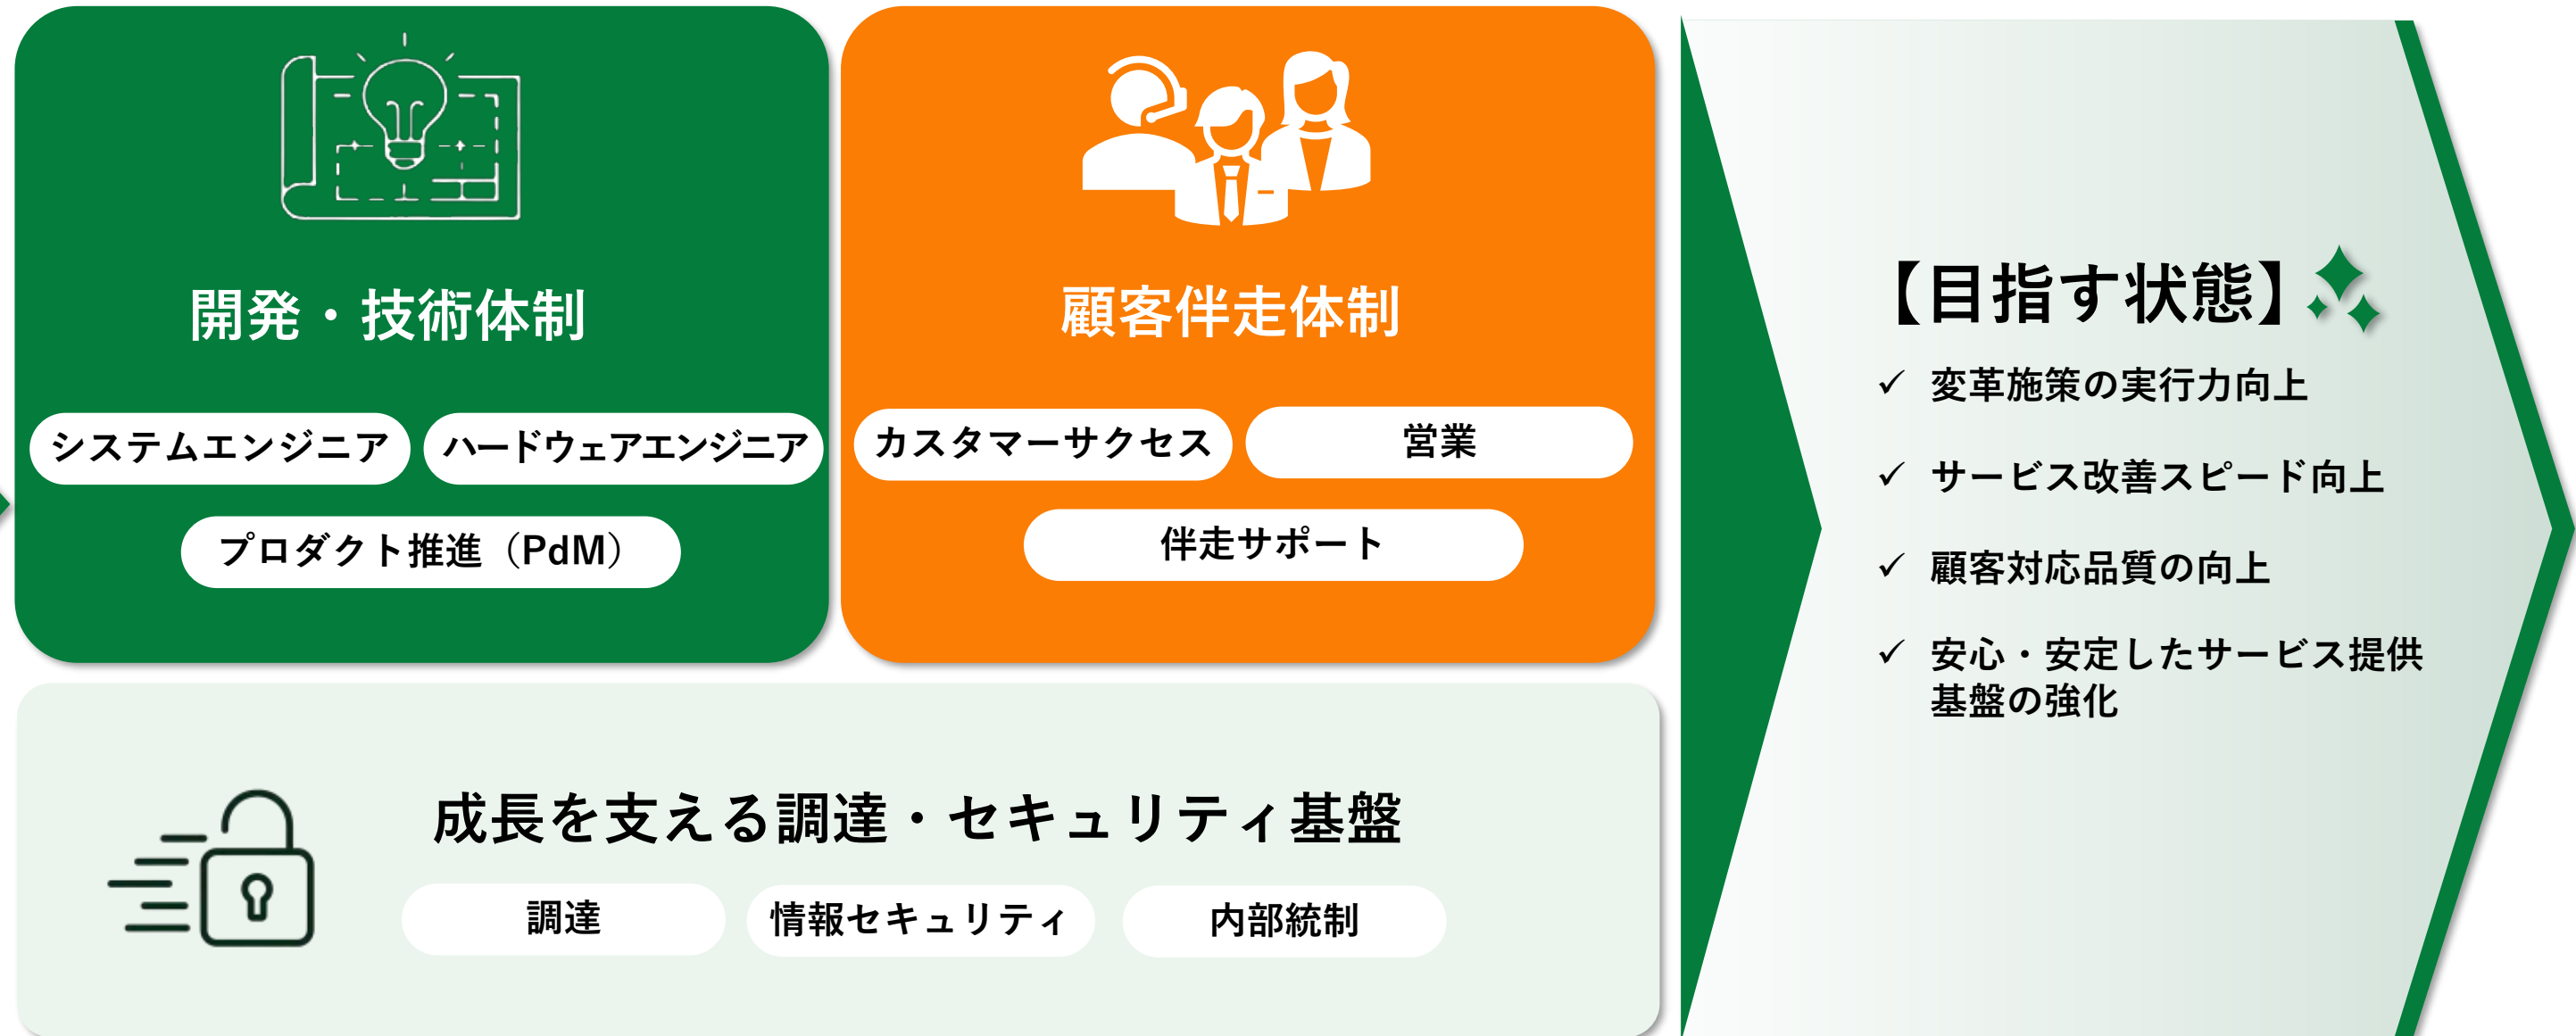 開発・技術体制
システムエンジニア
ハードウェアエンジニア
プロダクト推進（PdM）
顧客伴走体制
カスタマーサクセス
営業
伴走サポート
成長を支える調達・セキュリティ基盤
調達
情報セキュリティ
内部統制
【目指す状態】
✓ 変革施策の実行力向上
✓ サービス改善スピード向上
✓ 顧客対応品質の向上
✓ 安心・安定したサービス提供
基盤の強化